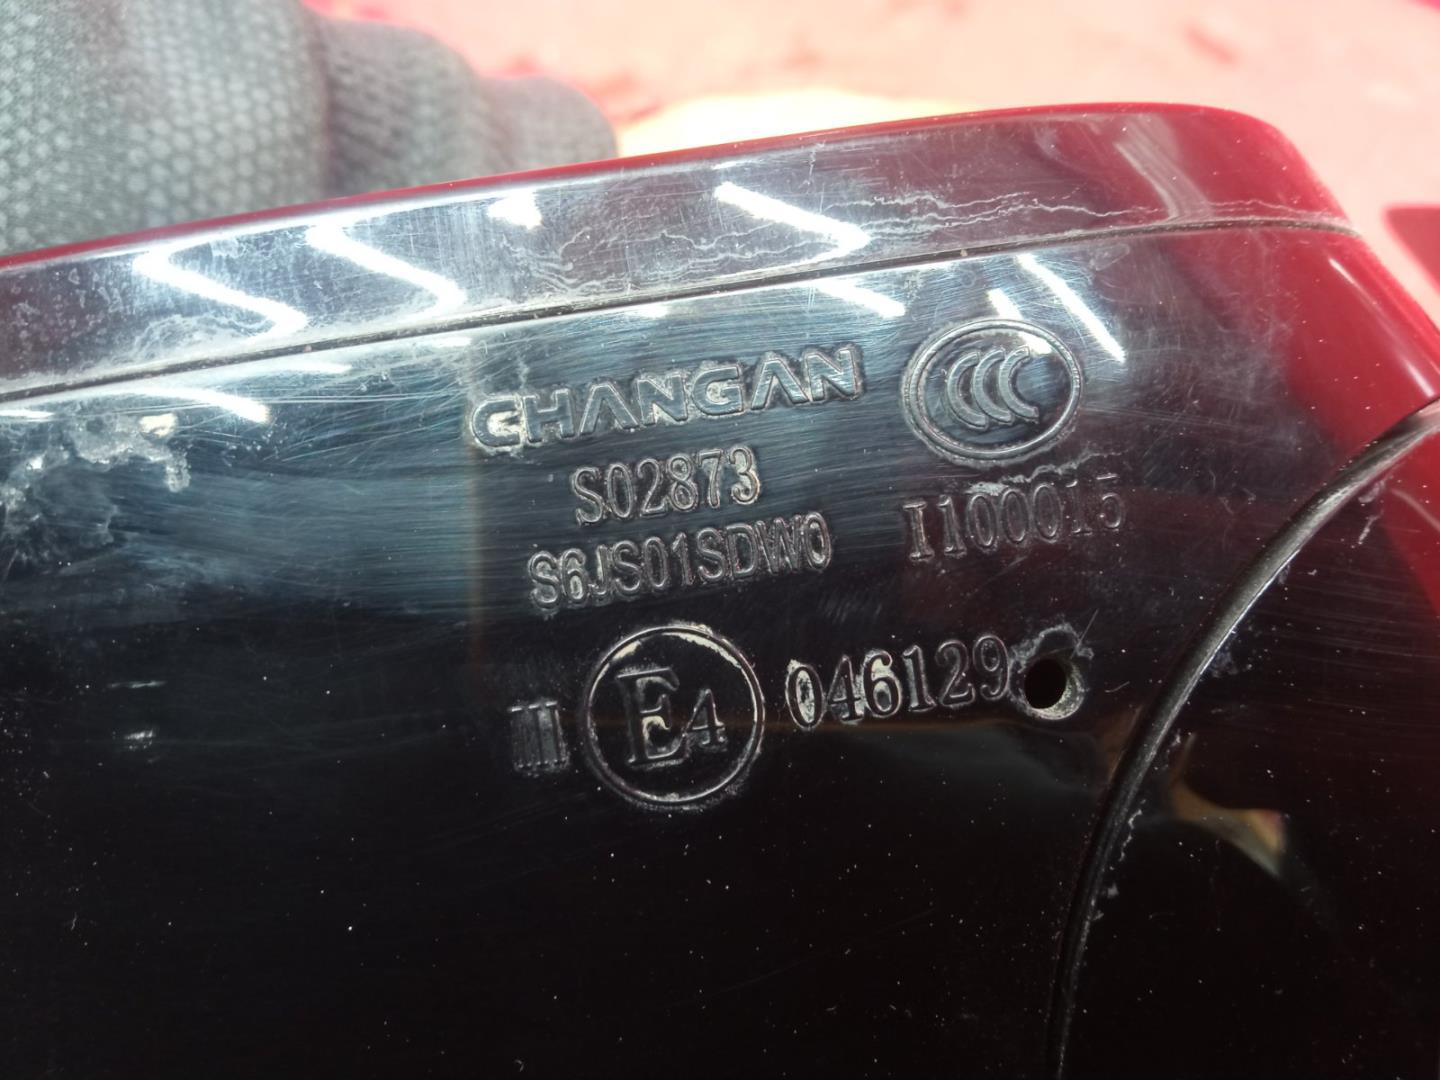 CHANGAN
CCC
S02873
S6JS01SDW0
I100015
III E4 046129